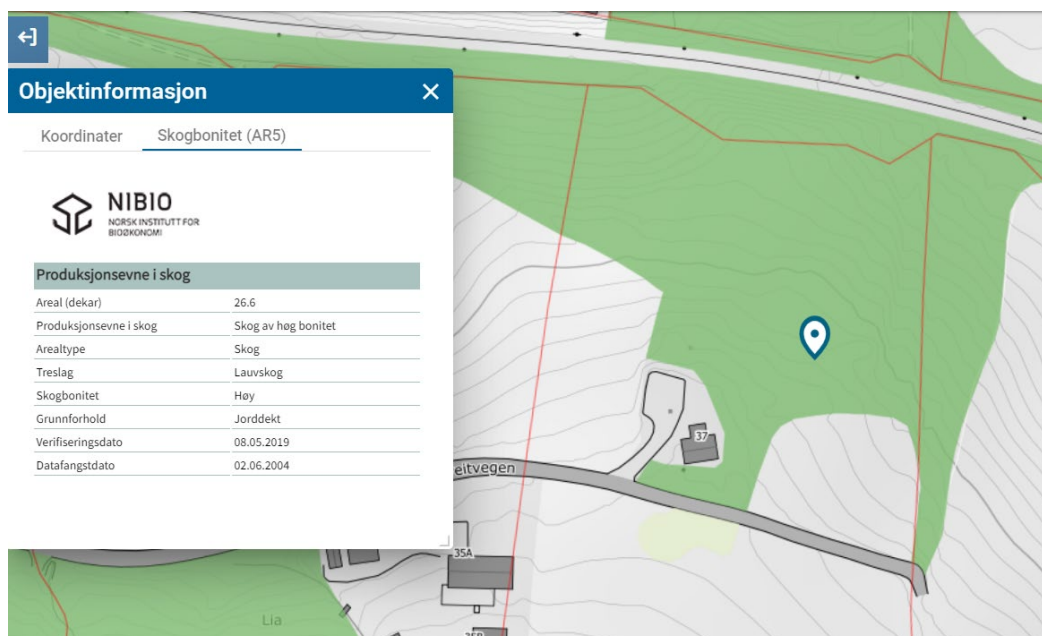 Objektinformasjon
Koordinater Skogbonitet (AR5)
NIBIO
NORSK INSTITUTT FOR
BIOØKONOMI
Produksjonsevne i skog
Areal (dekar) 26.6
Produksjonsevne i skog Skog av høg bonitet
Arealtype Skog
Treslag Lauvskog
Skogbonitet Høy
Grunnforhold Jorddekt
Verifiseringsdato 08.05.2019
Datafangstdato 02.06.2004
37
eitvegen
35A
Lia
35B